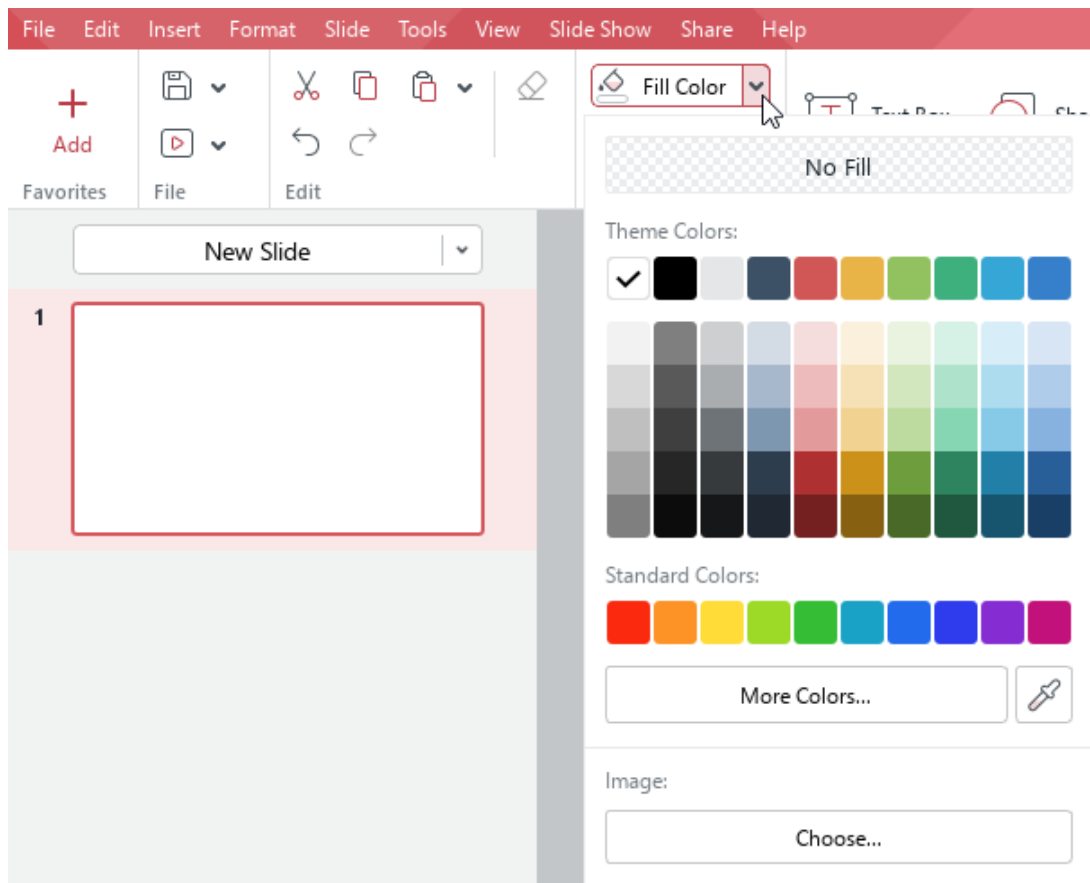 File Edit Insert Format Slide Tools View Slide Show Share Help
Fill Color
Add
Favorites File Edit
No Fill
New Slide
Theme Colors:
1
Standard Colors:
More Colors...
Image:
Choose...